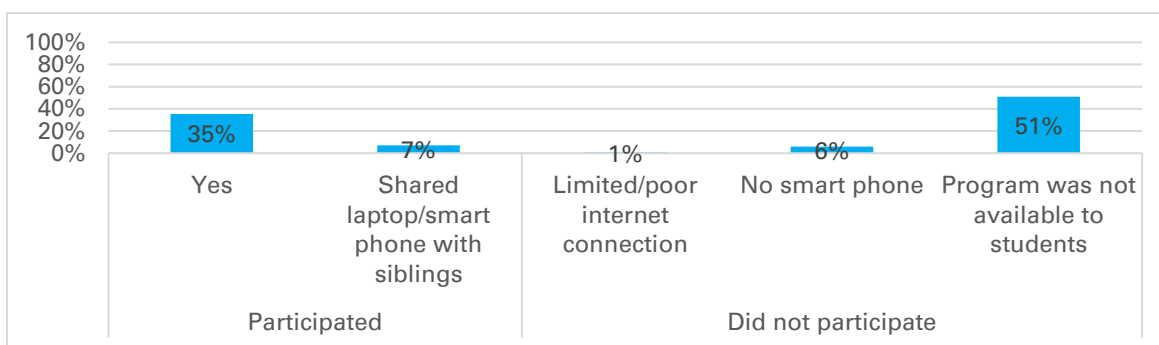 100%
80%
60%
40%
20%
0%
35%
7%
1%
6%
51%
Yes
Shared
laptop/smart
phone with
siblings
Limited/poor
internet
connection
No smart phone
Program was not
available to
students
Participated
Did not participate